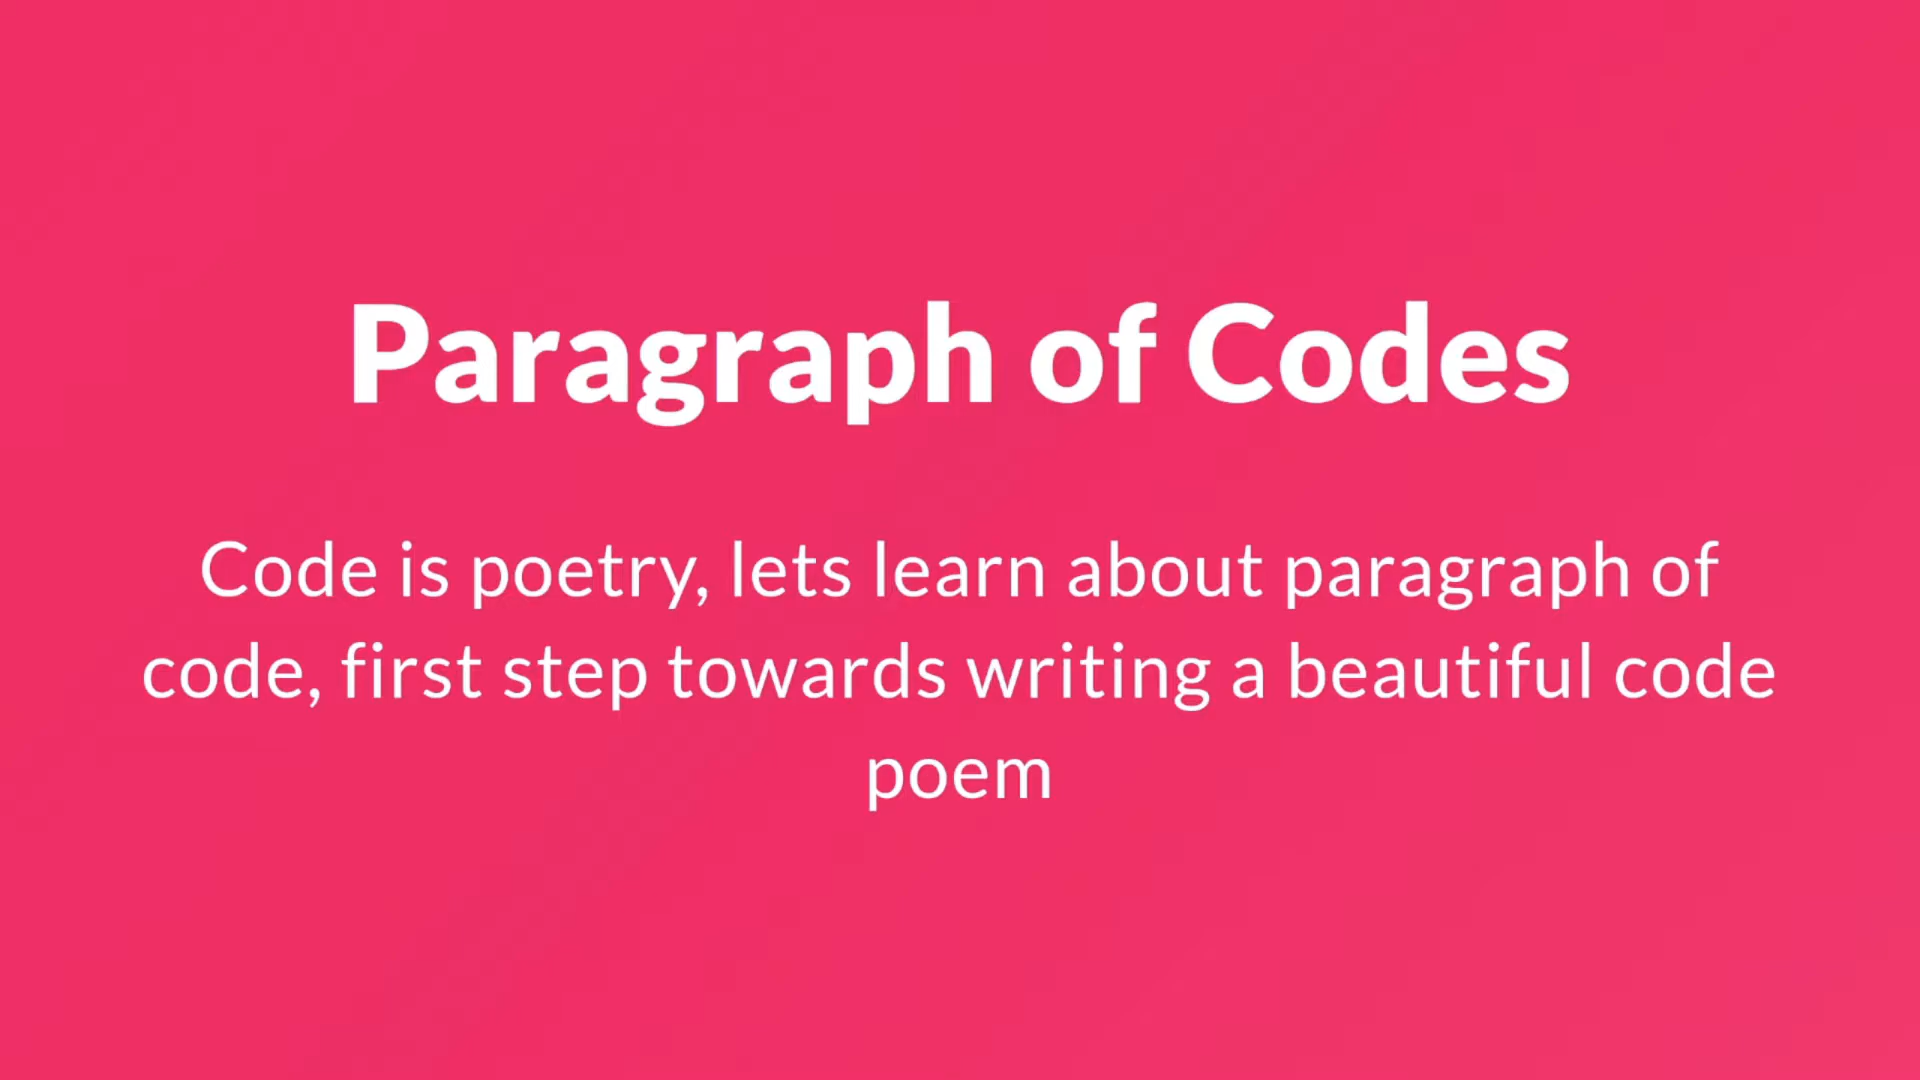 Paragraph of Codes
Code is poetry, lets learn about paragraph of
code, first step towards writing a beautiful code
poem